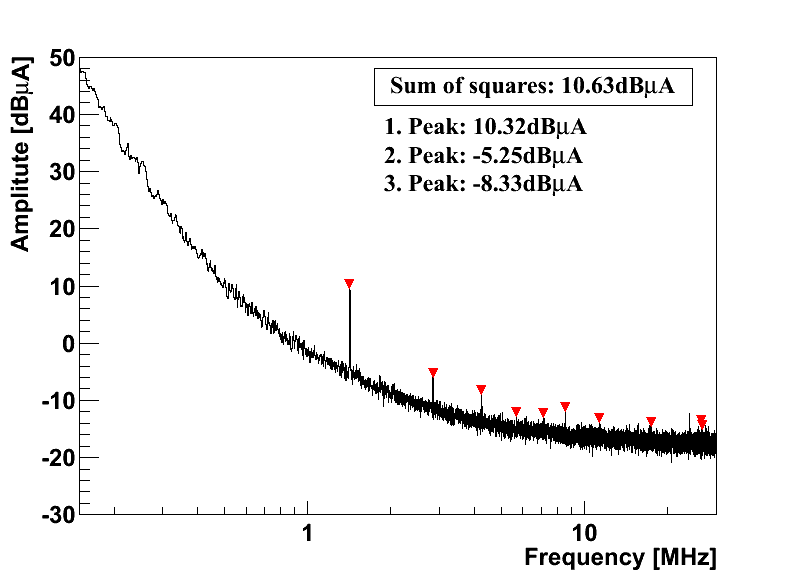 50
40
30
20
10
0
-10
-20
-30
Amplitude [dBμA]
Sum of squares: 10.63dBμA
1. Peak: 10.32dBμA
2. Peak: -5.25dBμA
3. Peak: -8.33dBμA
1
10
Frequency [MHz]